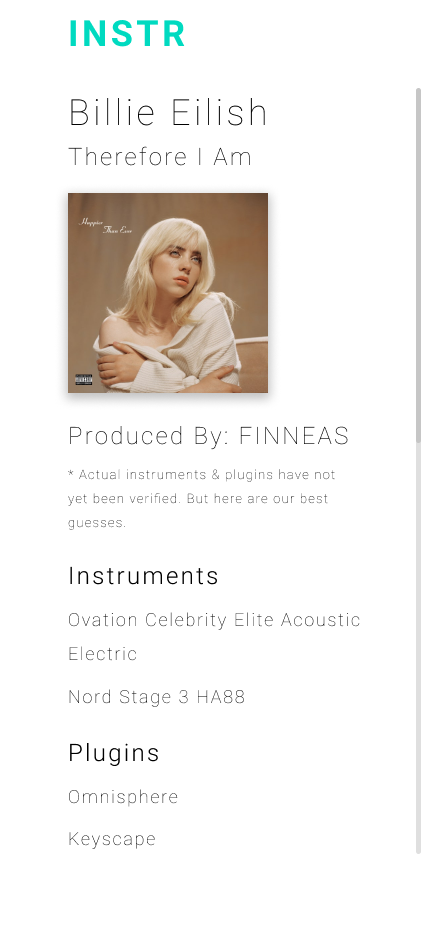 INSTR
Billie Eilish
Therefore I Am
Happier
Than Ever
Produced By: FINNEAS
* Actual instruments & plugins have not
yet been verified. But here are our best
guesses.
Instruments
Ovation Celebrity Elite Acoustic
Electric
Nord Stage 3 HA88
Plugins
Omnisphere
Keyscape